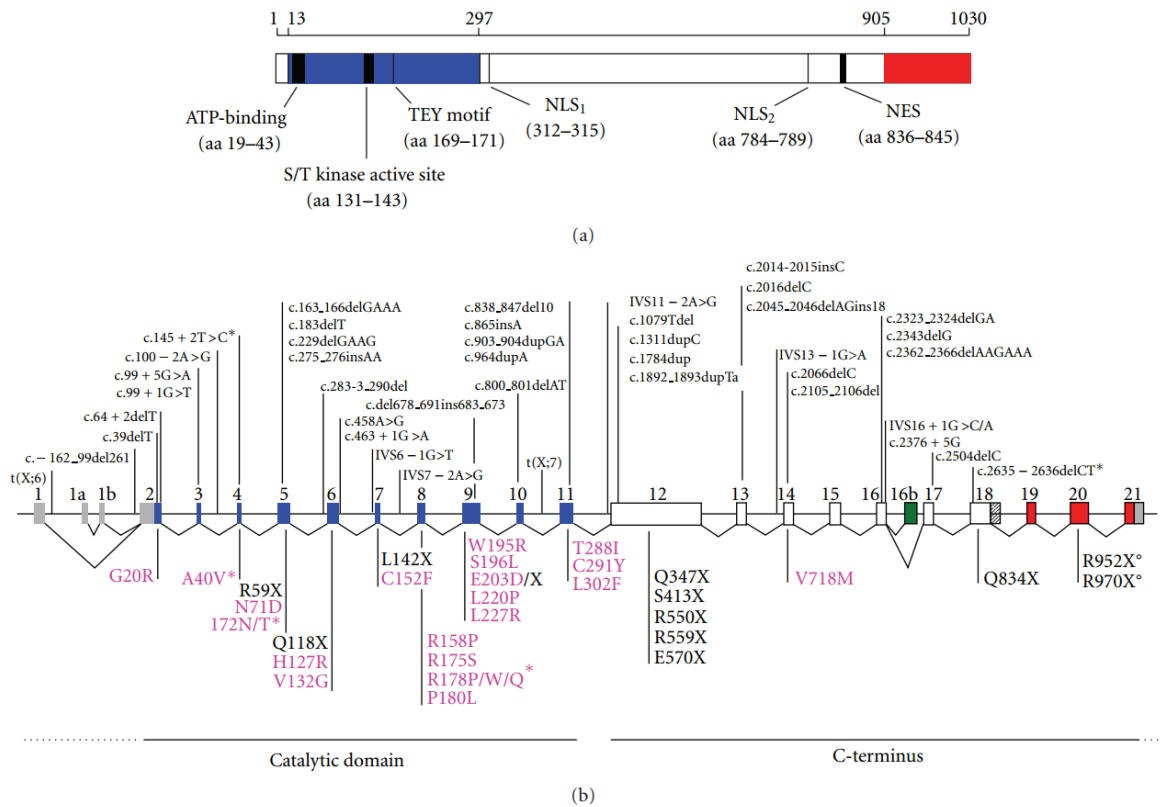 1 13 297 905 1030
ATP-binding
(aa 19–43)
S/T kinase active site
(aa 131–143)
TEY motif
(aa 169–171)
NLS1
(312–315)
NLS2
(aa 784–789)
NES
(aa 836–845)
(a)
t(X;6)
c.−162_99del261
c.39delT
c.64 + 2delT
c.99 + 1G>T
c.99 + 5G>A
c.100 − 2A>G
c.145 + 2T>C*
c.163_166delGAAA
c.183delT
c.229delGAAG
c.275_276insAA
c.283-3_290del
c.458A>G
c.463 + 1G >A
IVS6 − 1G>T
IVS7 − 2A>G
c.del678_691ins683_673
c.838_847del10
c.865insA
c.903-904dupGA
c.964dupA
c.800_801delAT
t(X;7)
IVS11 − 2A>G
c.1079Tdel
c.1311dupC
c.1784dup
c.1892_1893dupTa
c.2014-2015insC
c.2016delC
c.2045_2046delAGins18
IVS13 − 1G>A
c.2066delC
c.2105_2106del
c.2323_2324delGA
c.2343delG
c.2362_2366delAAGAAA
IVS16 + 1G >C/A
c.2376 + 5G
c.2504delC
c.2635 − 2636delCT*
1 1a 1b 2 3 4 5 6 7 8 9 10 11 12 13 14 15 16 16b 17 18 19 20 21
G20R
A40V*
R59X
N71D
172N/T*
Q118X
H127R
V132G
L142X
C152F
R158P
R175S
R178P/W/Q*
P180L
W195R
S196L
E203D/X
L220P
L227R
T288I
C291Y
L302F
Q347X
S413X
R550X
R559X
E570X
V718M
Q834X
R952X°
R970X°
Catalytic domain
C-terminus
(b)